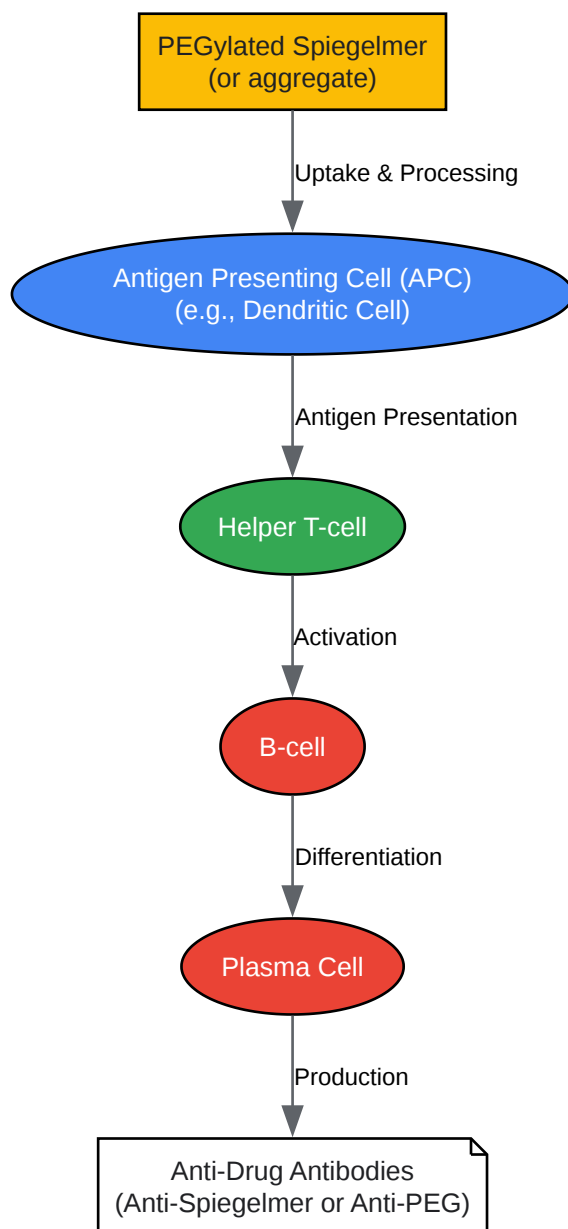 PEGylated Spiegelmer
(or aggregate)
Uptake & Processing
Antigen Presenting Cell (APC)
(e.g., Dendritic Cell)
Antigen Presentation
Helper T-cell
Activation
B-cell
Differentiation
Plasma Cell
Production
Anti-Drug Antibodies
(Anti-Spiegelmer or Anti-PEG)